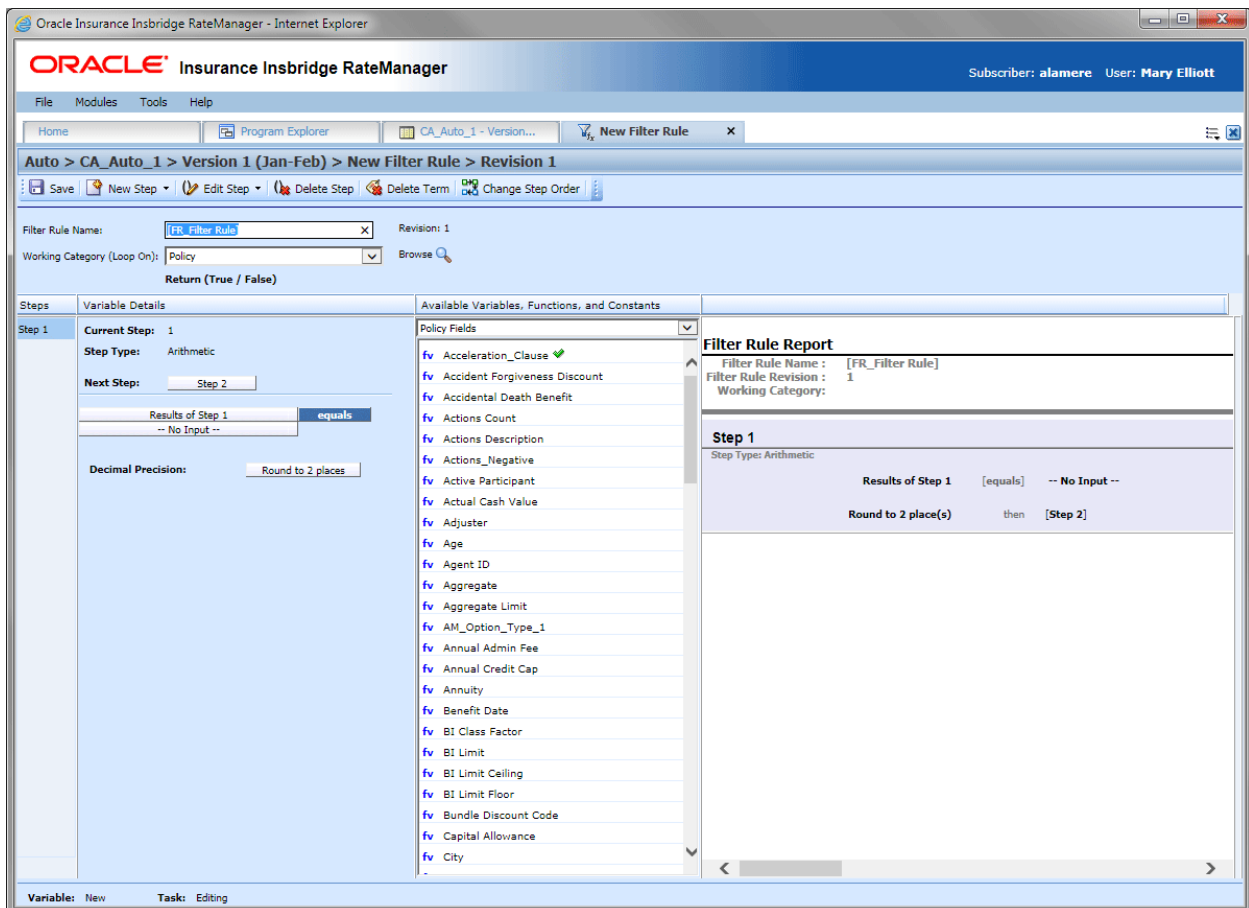 Oracle Insurance Insbridge RateManager - Internet Explorer
ORACLE Insurance Insbridge RateManager
Subscriber: alamere User: Mary Elliott
File Modules Tools Help
Home Program Explorer CA_Auto_1 - Version... New Filter Rule
Auto > CA_Auto_1 > Version 1 (Jan-Feb) > New Filter Rule > Revision 1
Save New Step Edit Step Delete Step Delete Term Change Step Order
Filter Rule Name: [FR_Filter Rule] Revision: 1
Working Category (Loop On): Policy Browse
Return (True / False)
Steps Variable Details Available Variables, Functions, and Constants
Step 1
Current Step: 1
Step Type: Arithmetic
Next Step: Step 2
Results of Step 1 equals
-- No Input --
Decimal Precision: Round to 2 places
Policy Fields
fv Acceleration_Clause
fv Accident Forgiveness Discount
fv Accidental Death Benefit
fv Actions Count
fv Actions Description
fv Actions_Negative
fv Active Participant
fv Actual Cash Value
fv Adjuster
fv Age
fv Agent ID
fv Aggregate
fv Aggregate Limit
fv AM_Option_Type_1
fv Annual Admin Fee
fv Annual Credit Cap
fv Annuity
fv Benefit Date
fv BI Class Factor
fv BI Limit
fv BI Limit Ceiling
fv BI Limit Floor
fv Bundle Discount Code
fv Capital Allowance
fv City
Filter Rule Report
Filter Rule Name : [FR_Filter Rule]
Filter Rule Revision : 1
Working Category:
Step 1
Step Type: Arithmetic
Results of Step 1 [equals] -- No Input --
Round to 2 place(s) then [Step 2]
Variable: New Task: Editing